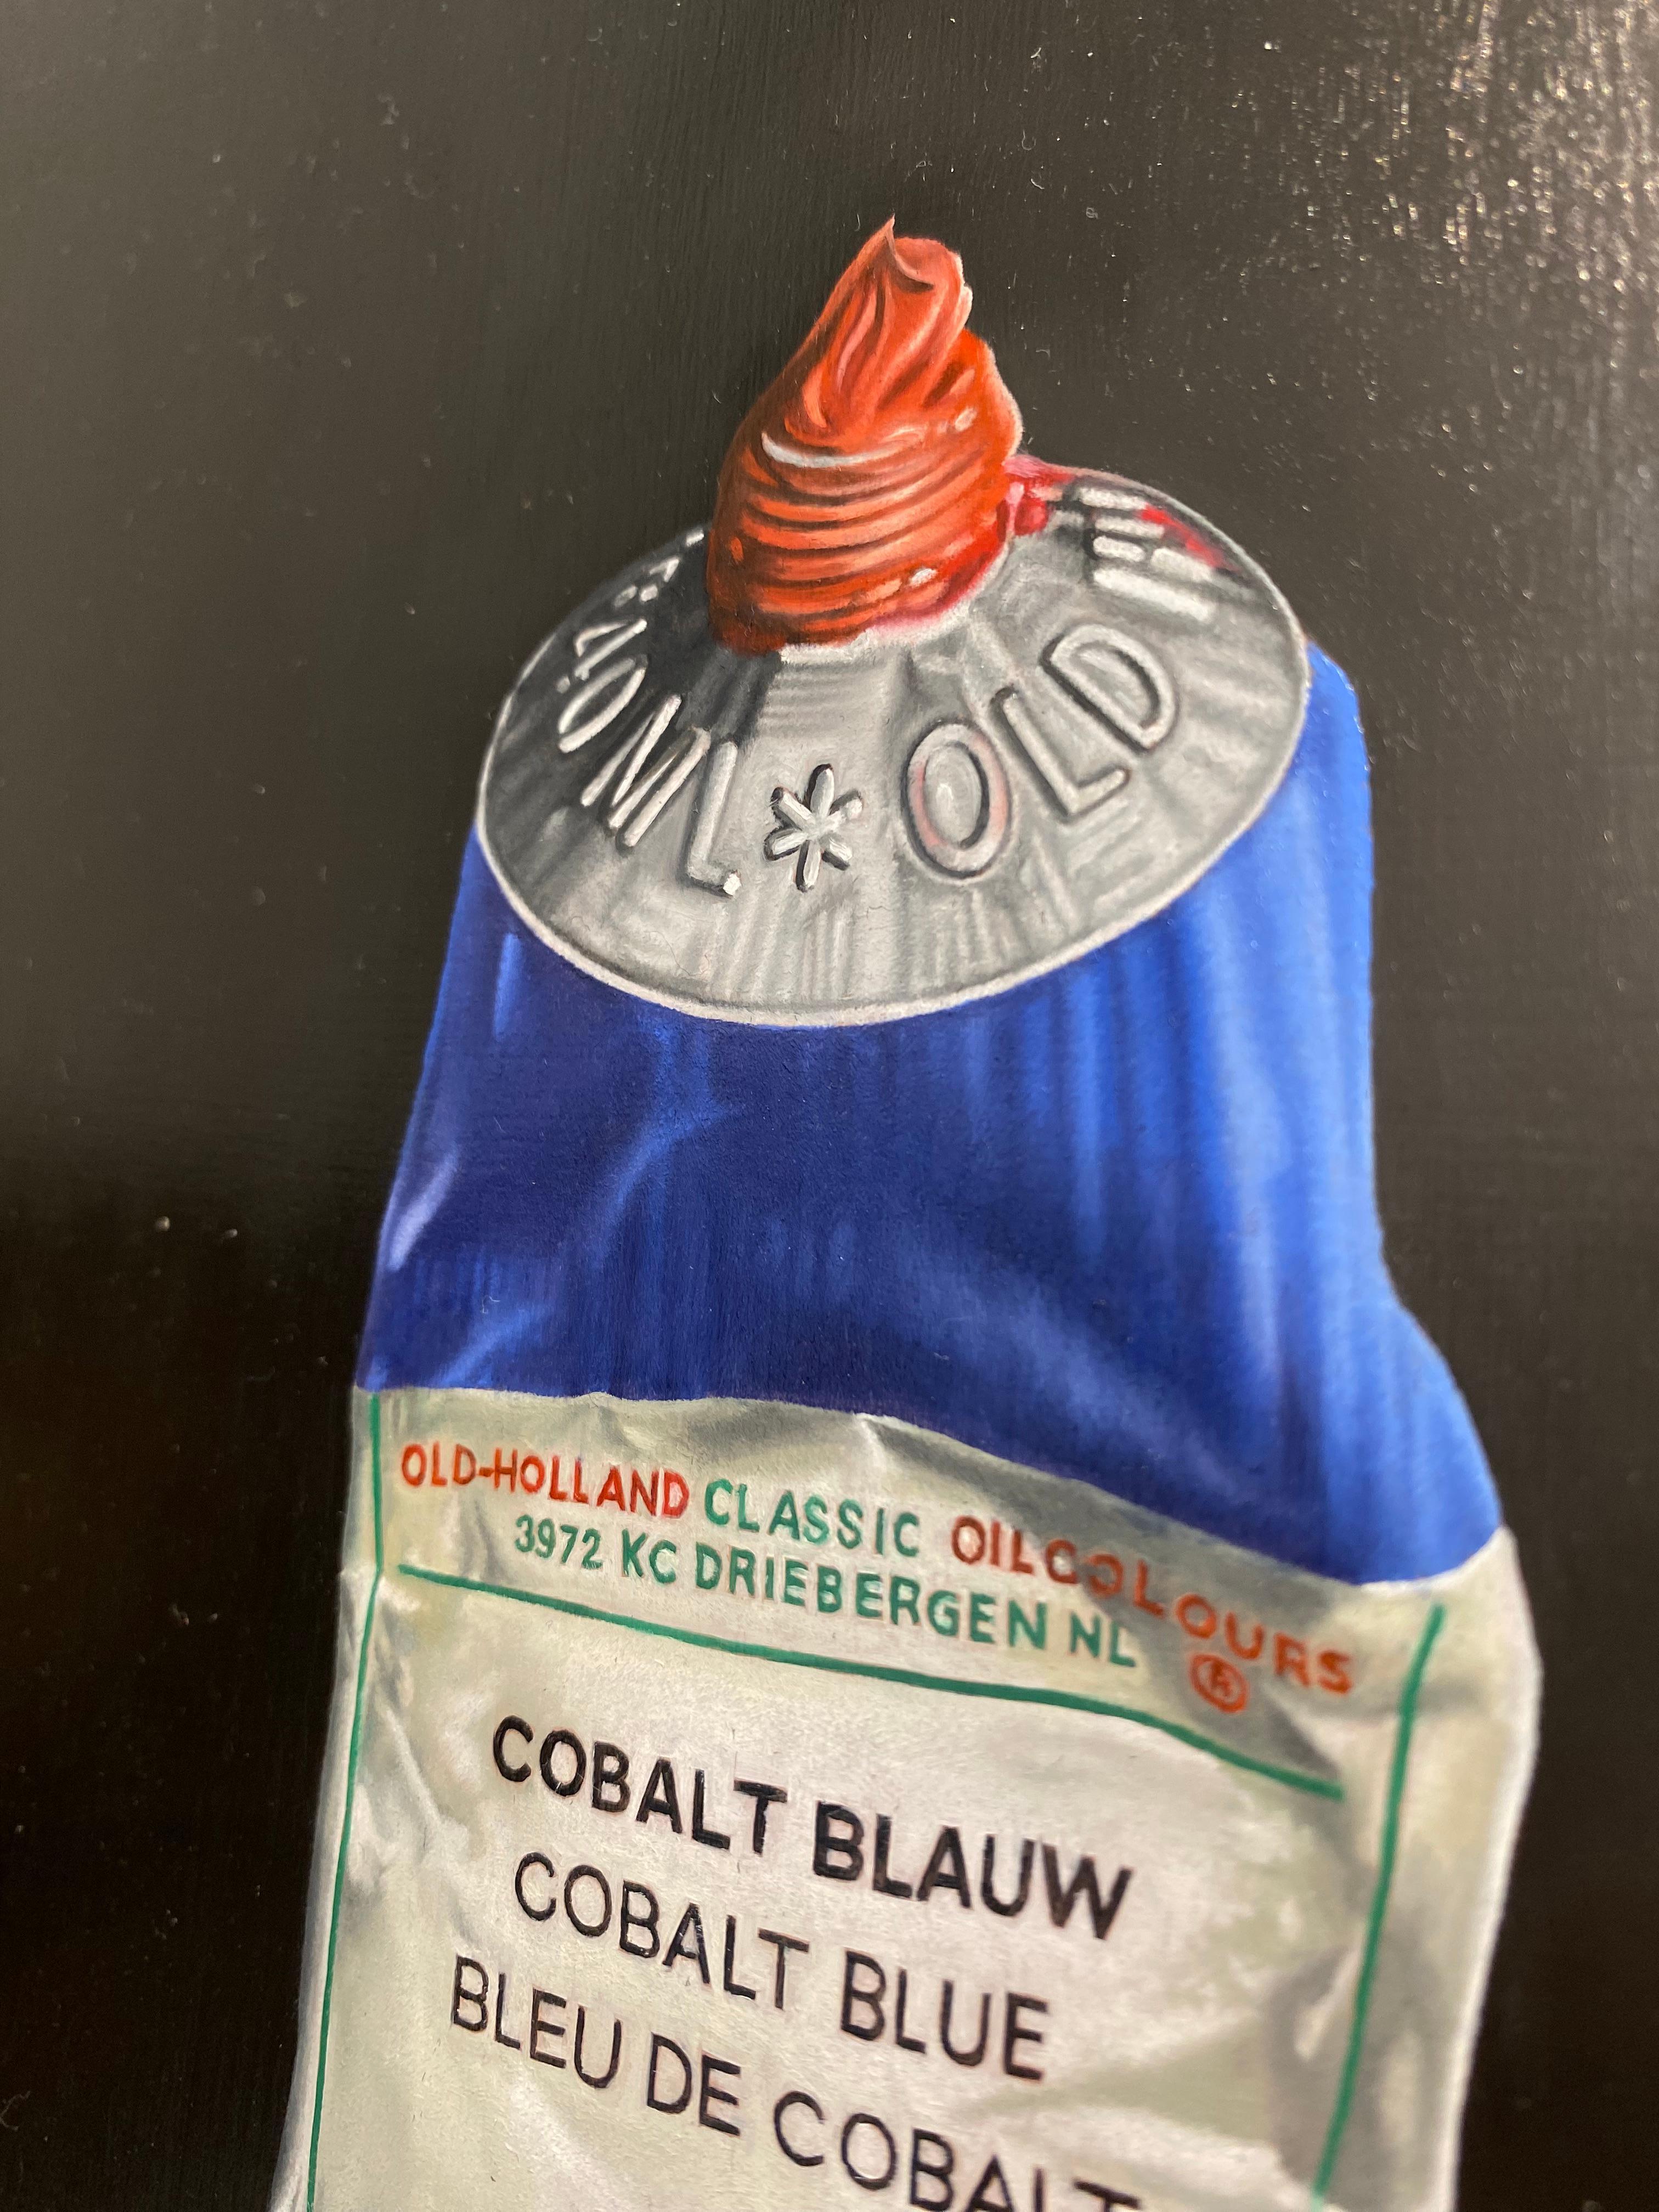 40ML * OLD H
OLD-HOLLAND CLASSIC OILCOLOURS
3972 KC DRIEBERGEN NL ®
COBALT BLAUW
COBALT BLUE
BLEU DE COBALT